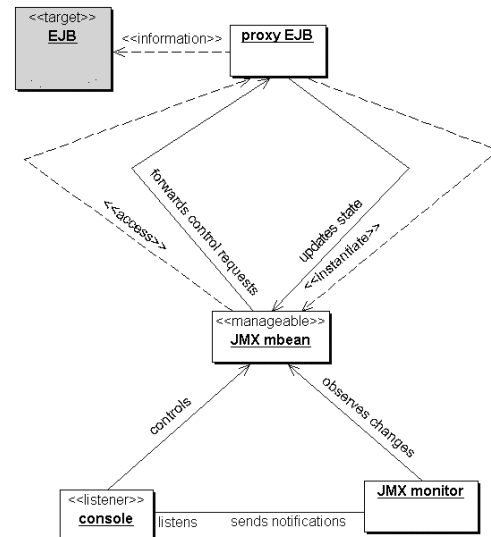 <<target>>
EJB
<<information>>
proxy EJB
forwards control requests
<<access>>
updates state
<<instantiate>>
<<manageable>>
JMX mbean
controls
observes changes
<<listener>>
console
listens
sends notifications
JMX monitor